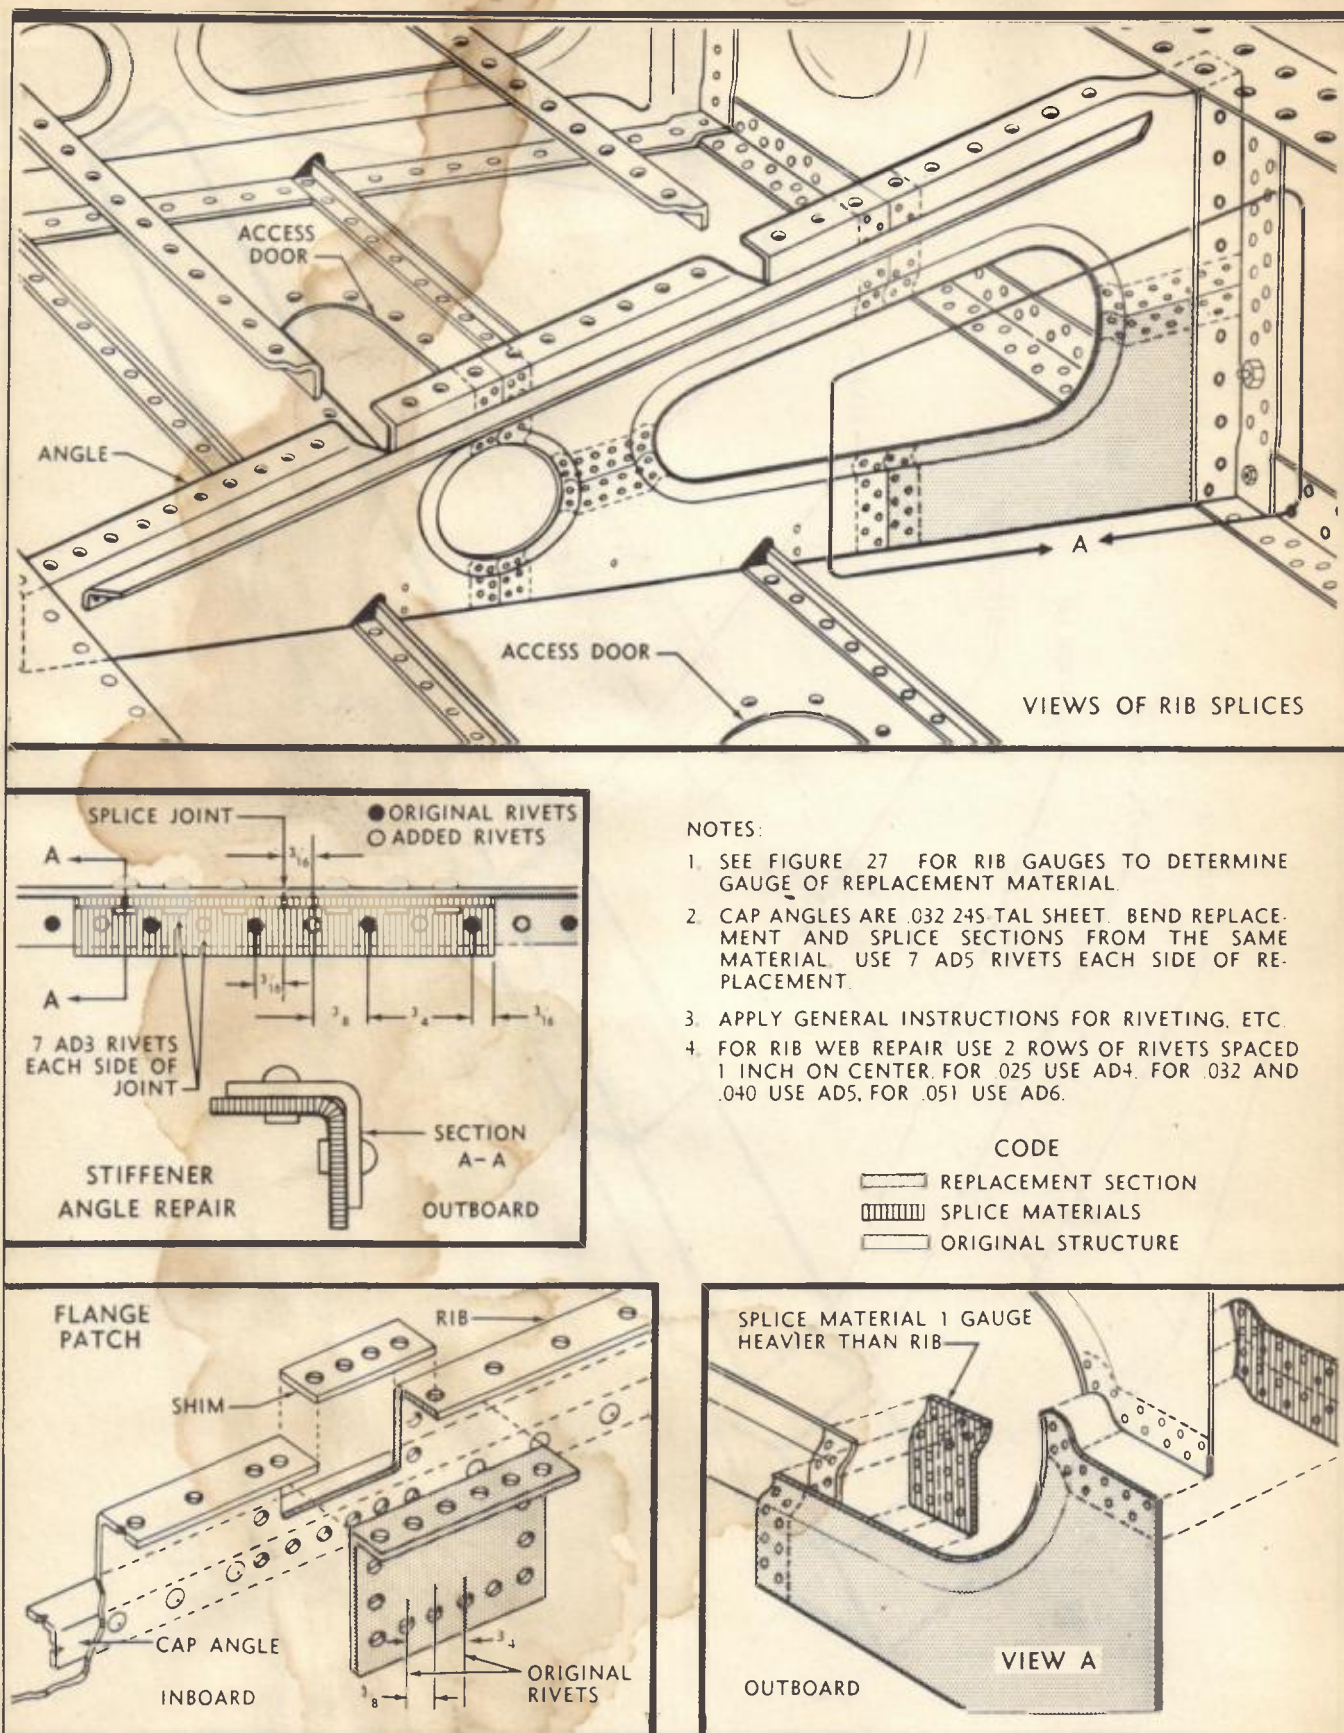 ACCESS
DOOR
ANGLE
A
ACCESS DOOR
VIEWS OF RIB SPLICES
SPLICE JOINT
ORIGINAL RIVETS
ADDED RIVETS
A
3/16
A
3/16
3/8
3/4
3/16
7 AD3 RIVETS
EACH SIDE OF
JOINT
SECTION
A-A
STIFFENER
ANGLE REPAIR
OUTBOARD
NOTES:
1. SEE FIGURE 27 FOR RIB GAUGES TO DETERMINE
GAUGE OF REPLACEMENT MATERIAL.
2. CAP ANGLES ARE .032 24S-TAL SHEET. BEND REPLACE-
MENT AND SPLICE SECTIONS FROM THE SAME
MATERIAL. USE 7 AD5 RIVETS EACH SIDE OF RE-
PLACEMENT.
3. APPLY GENERAL INSTRUCTIONS FOR RIVETING, ETC.
4. FOR RIB WEB REPAIR USE 2 ROWS OF RIVETS SPACED
1 INCH ON CENTER. FOR .025 USE AD4. FOR .032 AND
.040 USE AD5, FOR .051 USE AD6.
CODE
REPLACEMENT SECTION
SPLICE MATERIALS
ORIGINAL STRUCTURE
FLANGE
PATCH
RIB
SHIM
CAP ANGLE
INBOARD
3/4
3/8
ORIGINAL
RIVETS
SPLICE MATERIAL 1 GAUGE
HEAVIER THAN RIB
VIEW A
OUTBOARD